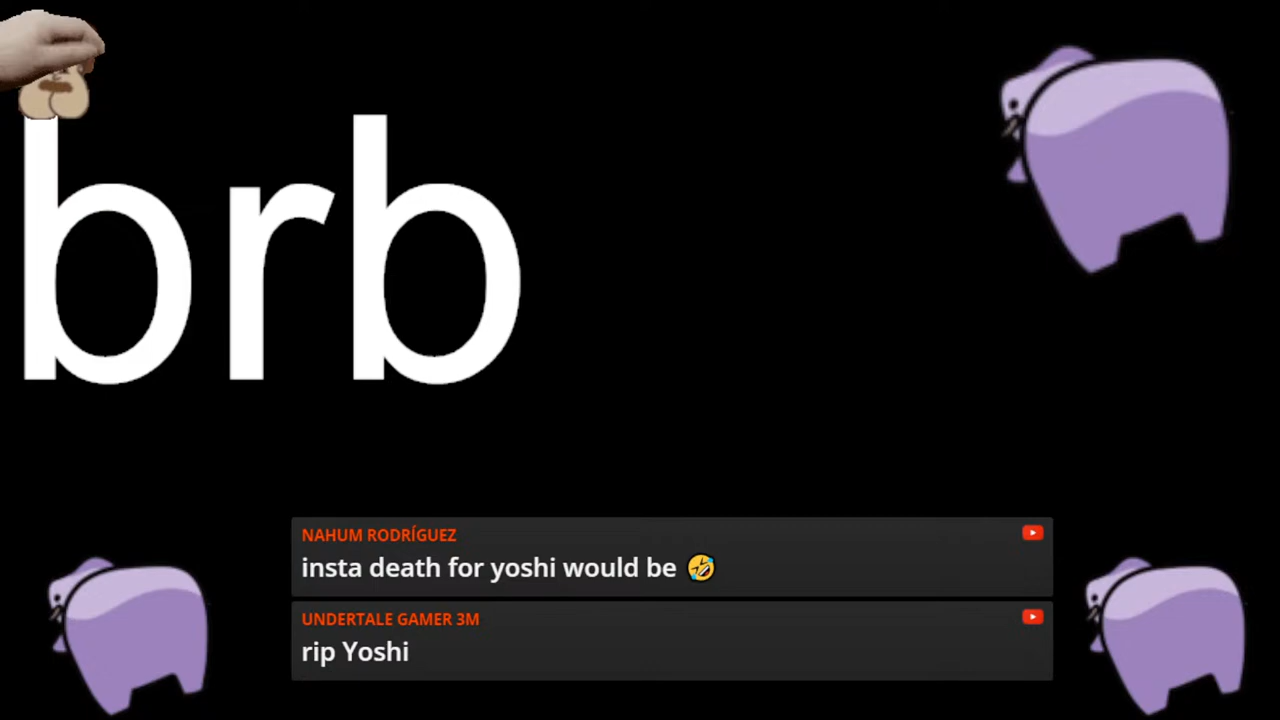 brb
NAHUM RODRÍGUEZ
insta death for yoshi would be 🤣
UNDERTALE GAMER 3M
rip Yoshi